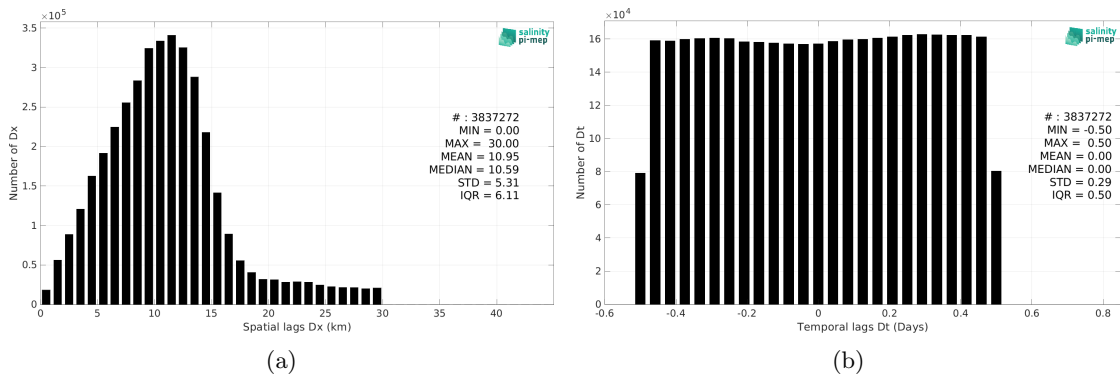 ×10⁵
3.5
3
2.5
2
1.5
1
0.5
0
Number of Dx
0 5 10 15 20 25 30 35 40
Spatial lags Dx (km)
salinity
pi-mep
# : 3837272
MIN = 0.00
MAX = 30.00
MEAN = 10.95
MEDIAN = 10.59
STD = 5.31
IQR = 6.11
(a)
×10⁴
16
14
12
10
8
6
4
2
0
Number of Dt
-0.6 -0.4 -0.2 0 0.2 0.4 0.6 0.8
Temporal lags Dt (Days)
salinity
pi-mep
# : 3837272
MIN = -0.50
MAX = 0.50
MEAN = 0.00
MEDIAN = 0.00
STD = 0.29
IQR = 0.50
(b)